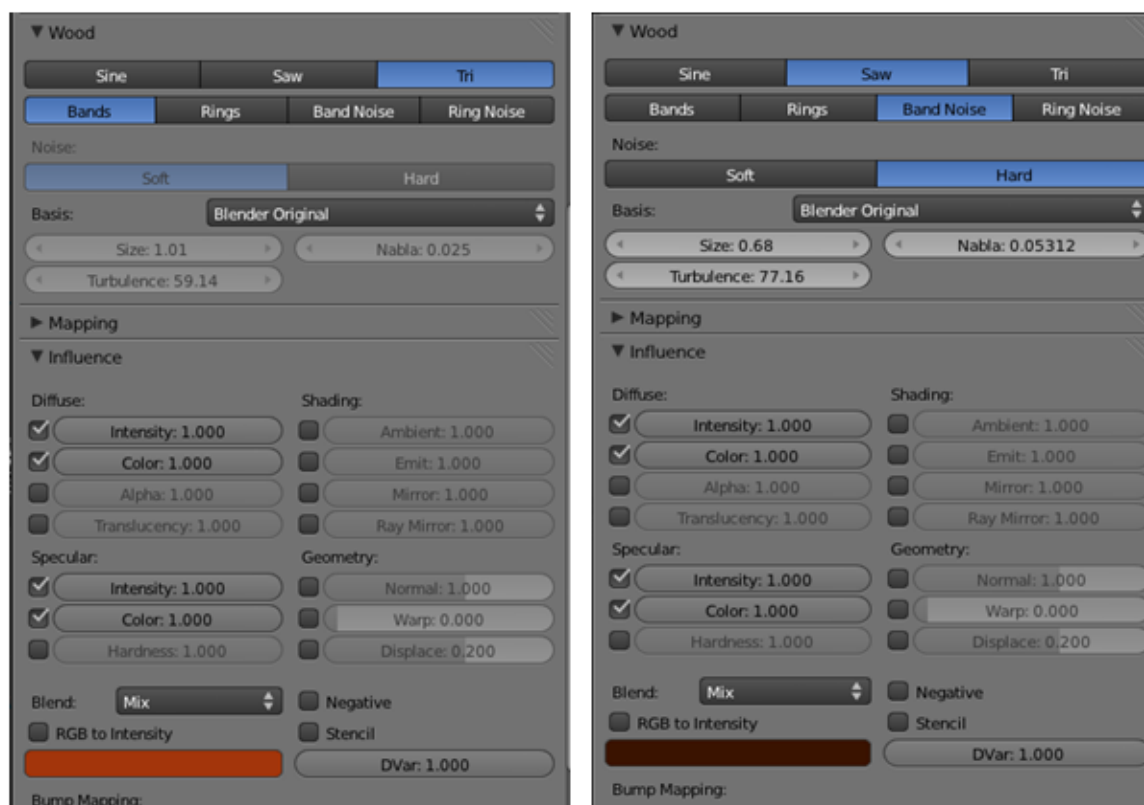 Wood
Sine Saw Tri
Bands Rings Band Noise Ring Noise
Noise:
Soft Hard
Basis: Blender Original
Size: 1.01 Nabla: 0.025
Turbulence: 59.14
Mapping
Influence
Diffuse: Shading:
Intensity: 1.000 Ambient: 1.000
Color: 1.000 Emit: 1.000
Alpha: 1.000 Mirror: 1.000
Translucency: 1.000 Ray Mirror: 1.000
Specular: Geometry:
Intensity: 1.000 Normal: 1.000
Color: 1.000 Warp: 0.000
Hardness: 1.000 Displace: 0.200
Blend: Mix Negative
RGB to Intensity Stencil
DVar: 1.000
Bump Mapping:
Wood
Sine Saw Tri
Bands Rings Band Noise Ring Noise
Noise:
Soft Hard
Basis: Blender Original
Size: 0.68 Nabla: 0.05312
Turbulence: 77.16
Mapping
Influence
Diffuse: Shading:
Intensity: 1.000 Ambient: 1.000
Color: 1.000 Emit: 1.000
Alpha: 1.000 Mirror: 1.000
Translucency: 1.000 Ray Mirror: 1.000
Specular: Geometry:
Intensity: 1.000 Normal: 1.000
Color: 1.000 Warp: 0.000
Hardness: 1.000 Displace: 0.200
Blend: Mix Negative
RGB to Intensity Stencil
DVar: 1.000
Bump Mapping: